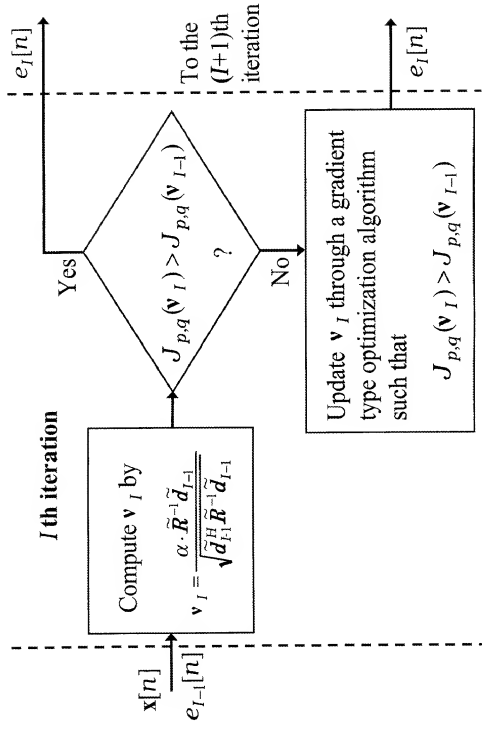 Ith iteration
x[n]
e_{I−1}[n]
Compute v_I by
v_I = α · R̃⁻¹ d̃_{I−1} / √(d̃ᴴ_{I-1} R̃⁻¹ d̃_{I−1})
J_{p,q}(v_I) > J_{p,q}(v_{I−1})
?
Yes
No
e_I[n]
To the
(I+1)th
iteration
Update v_I through a gradient
type optimization algorithm
such that
J_{p,q}(v_I) > J_{p,q}(v_{I−1})
e_I[n]